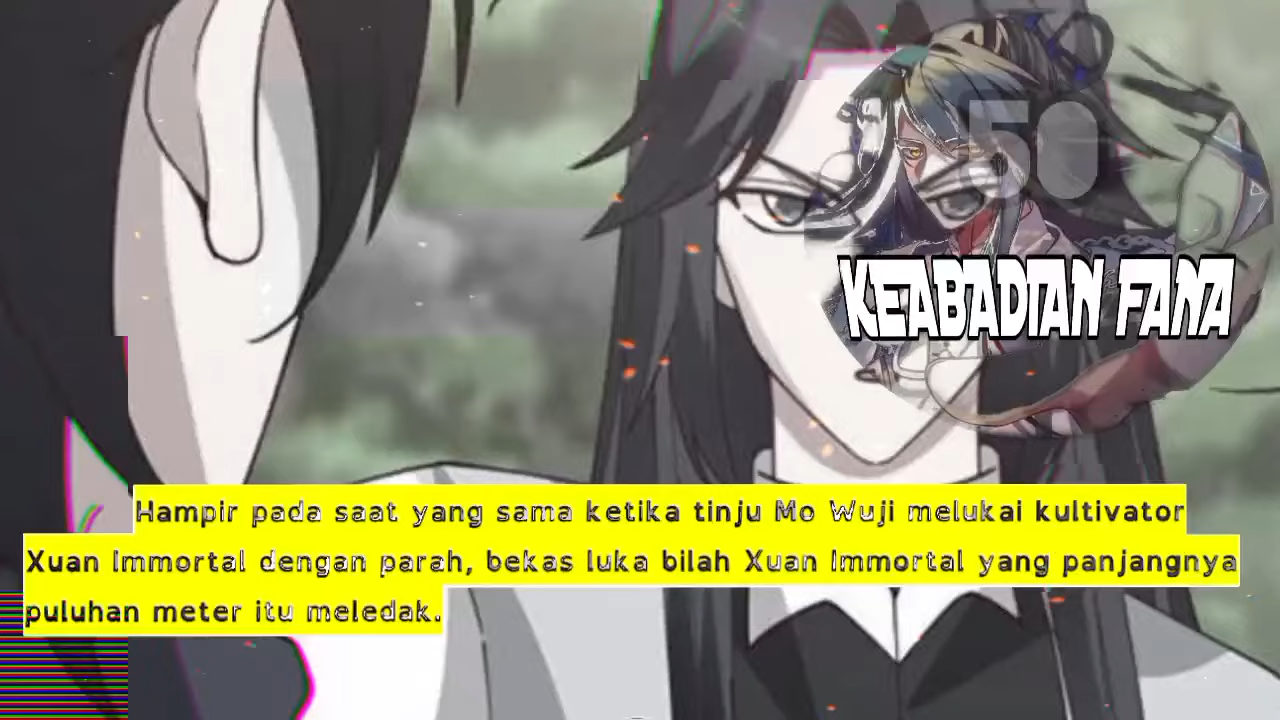 50
KEABADIAN FANA
Hampir pada saat yang sama ketika tinju Mo Wuji melukai kultivator
Xuan Immortal dengan parah, bekas luka bilah Xuan Immortal yang panjangnya
puluhan meter itu meledak.